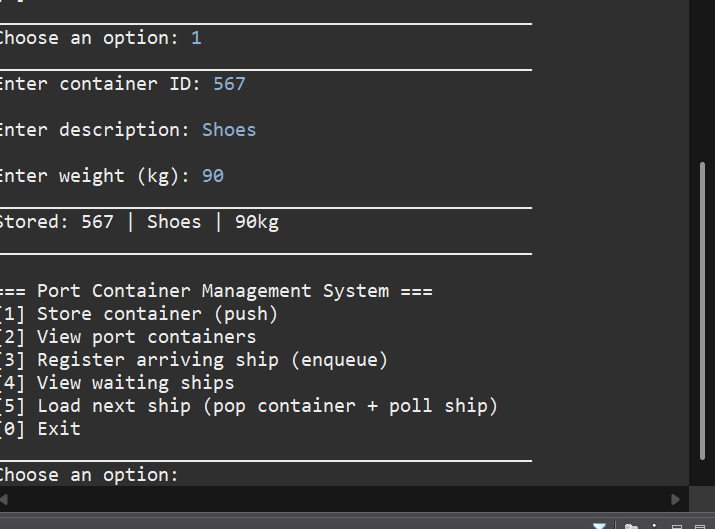 Choose an option: 1
Enter container ID: 567
Enter description: Shoes
Enter weight (kg): 90
Stored: 567 | Shoes | 90kg
=== Port Container Management System ===
[1] Store container (push)
[2] View port containers
[3] Register arriving ship (enqueue)
[4] View waiting ships
[5] Load next ship (pop container + poll ship)
[0] Exit
Choose an option: